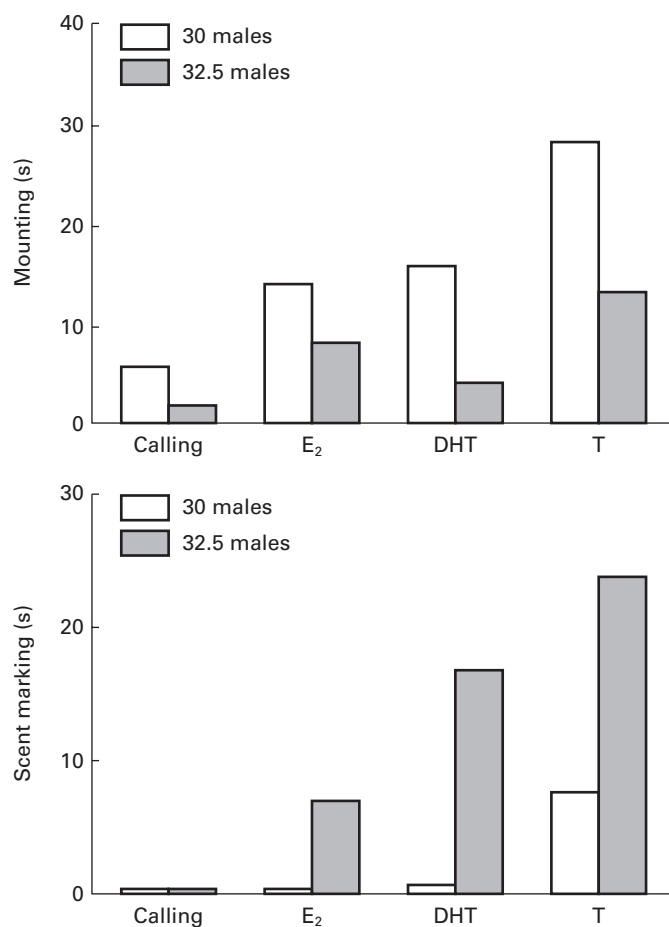 40
30 males
32.5 males
30
Mounting (s)
20
10
0
Calling E₂ DHT T
30
30 males
32.5 males
20
Scent marking (s)
10
0
Calling E₂ DHT T